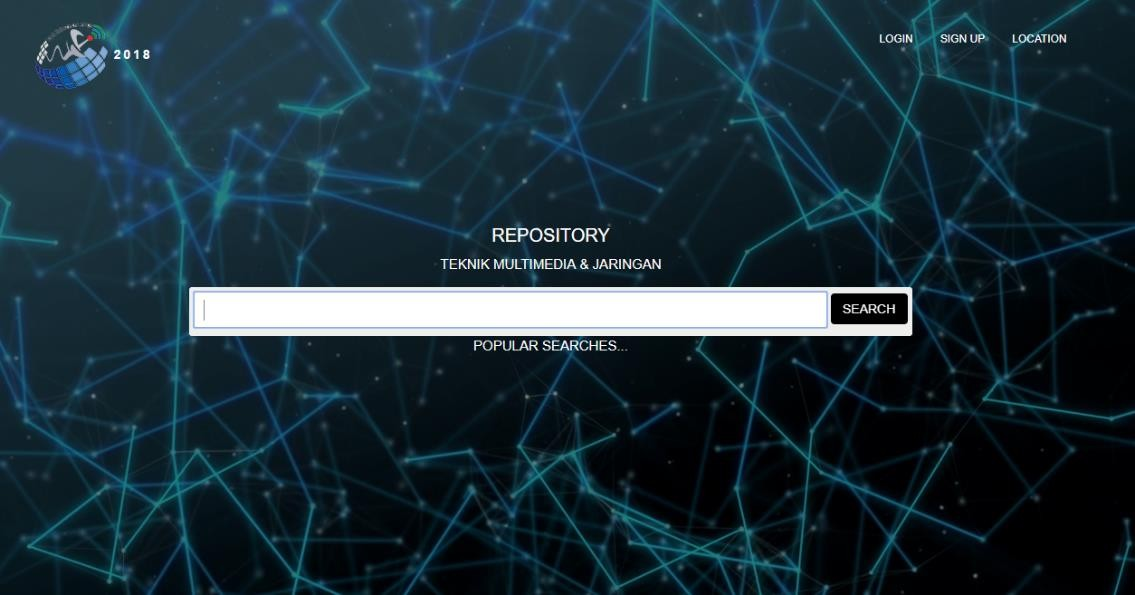 2018
LOGIN SIGN UP LOCATION
REPOSITORY
TEKNIK MULTIMEDIA & JARINGAN
SEARCH
POPULAR SEARCHES...